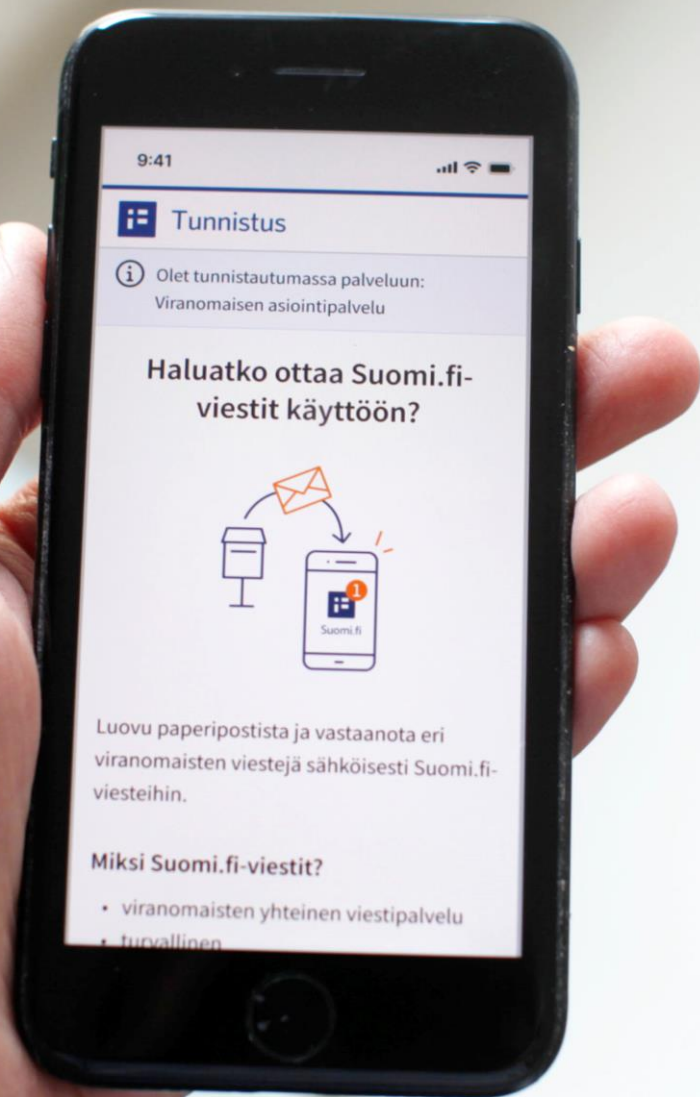 9:41
Tunnistus
Olet tunnistautumassa palveluun:
Viranomaisen asiointipalvelu
Haluatko ottaa Suomi.fi-
viestit käyttöön?
1
Suomi.fi
Luovu paperipostista ja vastaanota eri
viranomaisten viestejä sähköisesti Suomi.fi-
viesteihin.
Miksi Suomi.fi-viestit?
• viranomaisten yhteinen viestipalvelu
• turvallinen